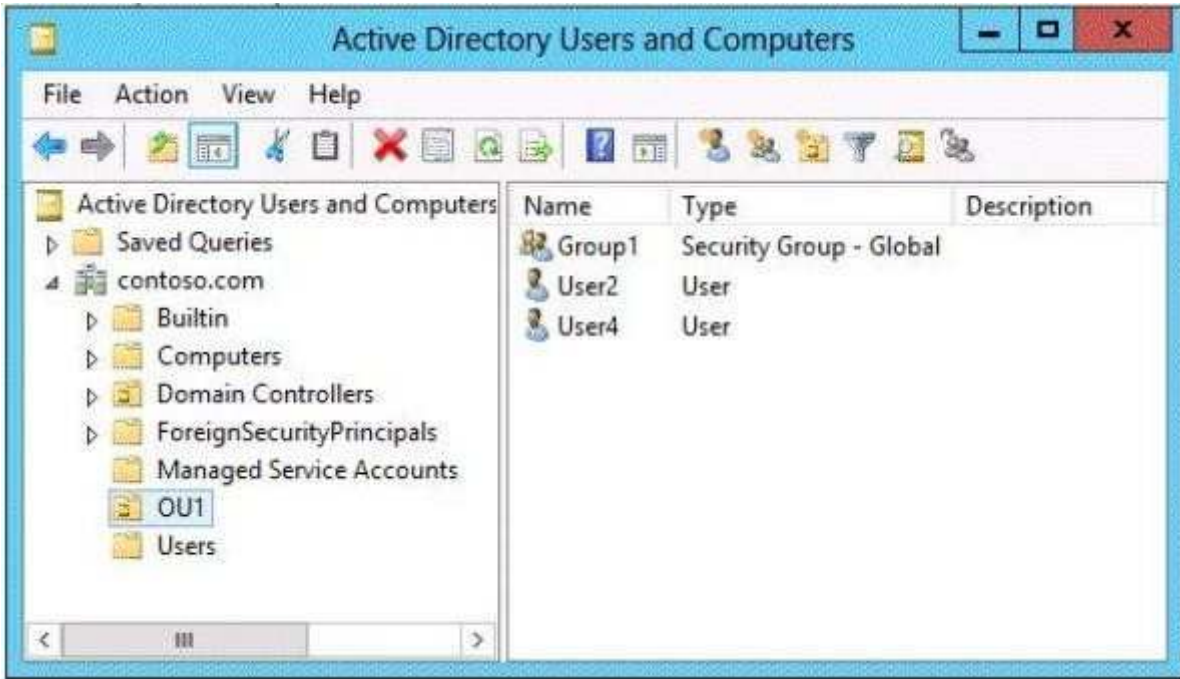 Active Directory Users and Computers
File Action View Help
Active Directory Users and Computers
Saved Queries
contoso.com
Builtin
Computers
Domain Controllers
ForeignSecurityPrincipals
Managed Service Accounts
OU1
Users
Name Type Description
Group1 Security Group - Global
User2 User
User4 User